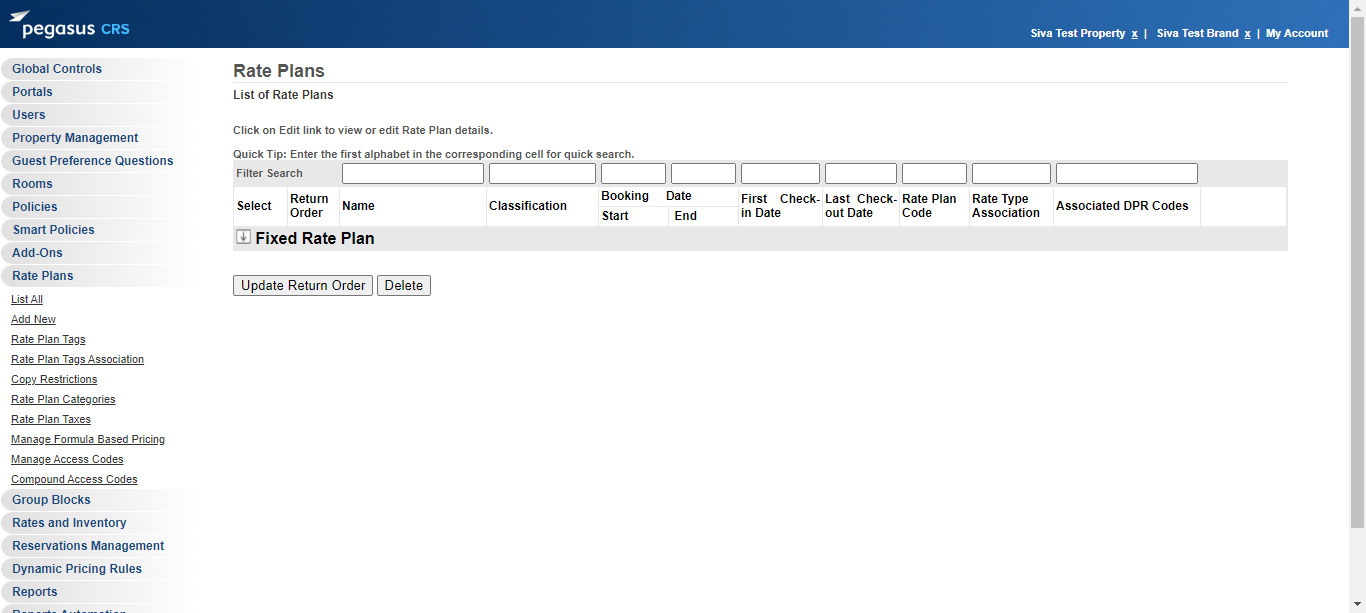 pegasus CRS
Siva Test Property x | Siva Test Brand x | My Account
Global Controls
Portals
Users
Property Management
Guest Preference Questions
Rooms
Policies
Smart Policies
Add-Ons
Rate Plans
List All
Add New
Rate Plan Tags
Rate Plan Tags Association
Copy Restrictions
Rate Plan Categories
Rate Plan Taxes
Manage Formula Based Pricing
Manage Access Codes
Compound Access Codes
Group Blocks
Rates and Inventory
Reservations Management
Dynamic Pricing Rules
Reports
Reports Automation
Rate Plans
List of Rate Plans
Click on Edit link to view or edit Rate Plan details.
Quick Tip: Enter the first alphabet in the corresponding cell for quick search.
Filter Search
Select
Return
Order
Name
Classification
Booking Date
Start End
First Check-
in Date
Last Check-
out Date
Rate Plan
Code
Rate Type
Association
Associated DPR Codes
Fixed Rate Plan
Update Return Order Delete